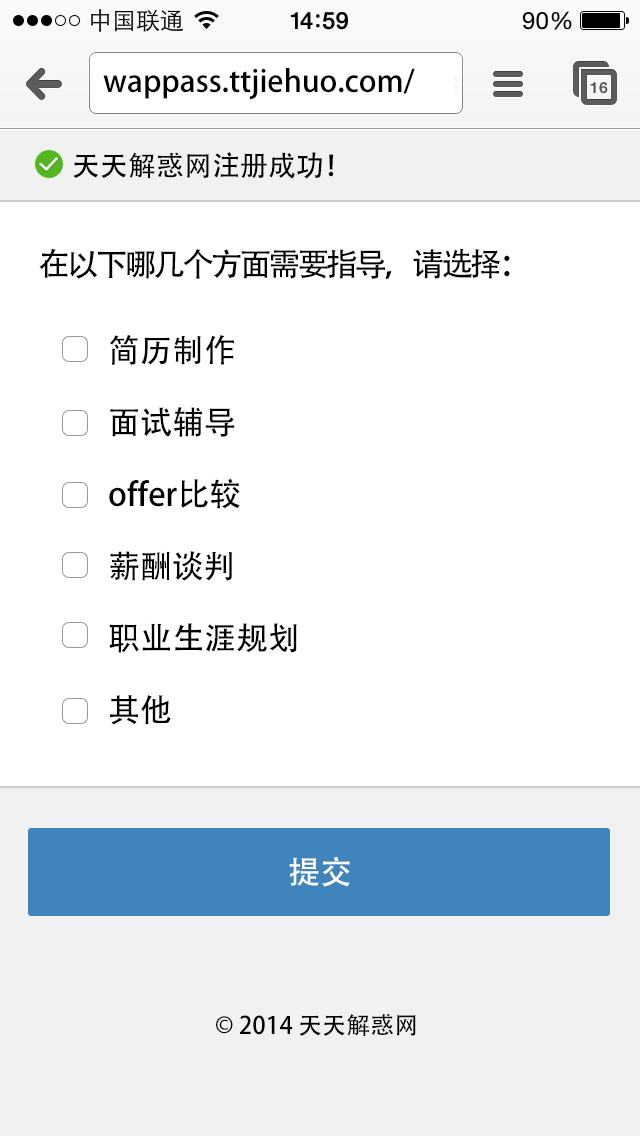 中国联通 14:59 90%
wappass.ttjiehuo.com/ 16
天天解惑网注册成功！
在以下哪几个方面需要指导，请选择：
简历制作
面试辅导
offer比较
薪酬谈判
职业生涯规划
其他
提交
© 2014 天天解惑网